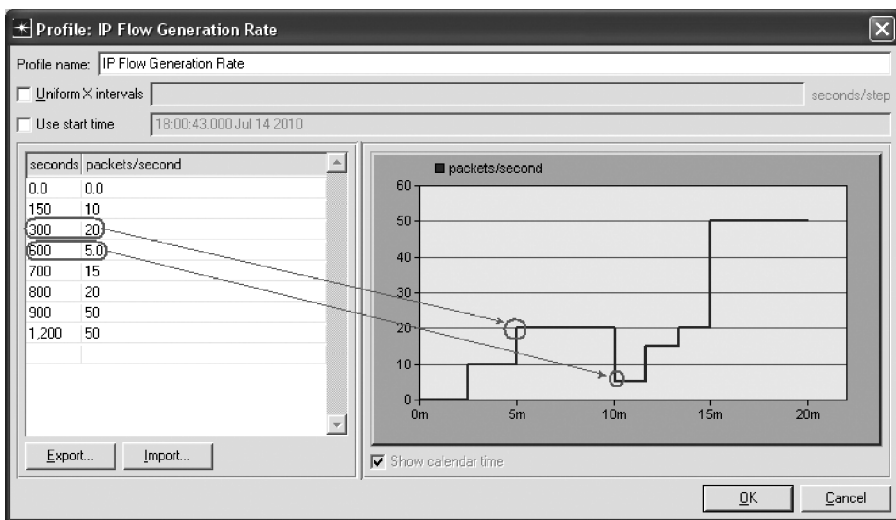 Profile: IP Flow Generation Rate
Profile name: IP Flow Generation Rate
Uniform X intervals seconds/step
Use start time 18:00:43.000 Jul 14 2010
seconds packets/second
0.0 0.0
150 10
300 20
600 5.0
700 15
800 20
900 50
1,200 50
Export... Import...
packets/second
60
50
40
30
20
10
0
0m 5m 10m 15m 20m
Show calendar time
OK Cancel